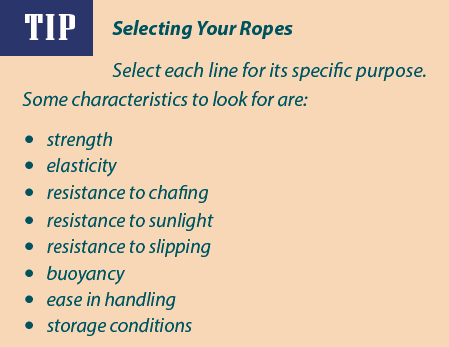 TIP
Selecting Your Ropes
Select each line for its specific purpose.
Some characteristics to look for are:
• strength
• elasticity
• resistance to chafing
• resistance to sunlight
• resistance to slipping
• buoyancy
• ease in handling
• storage conditions